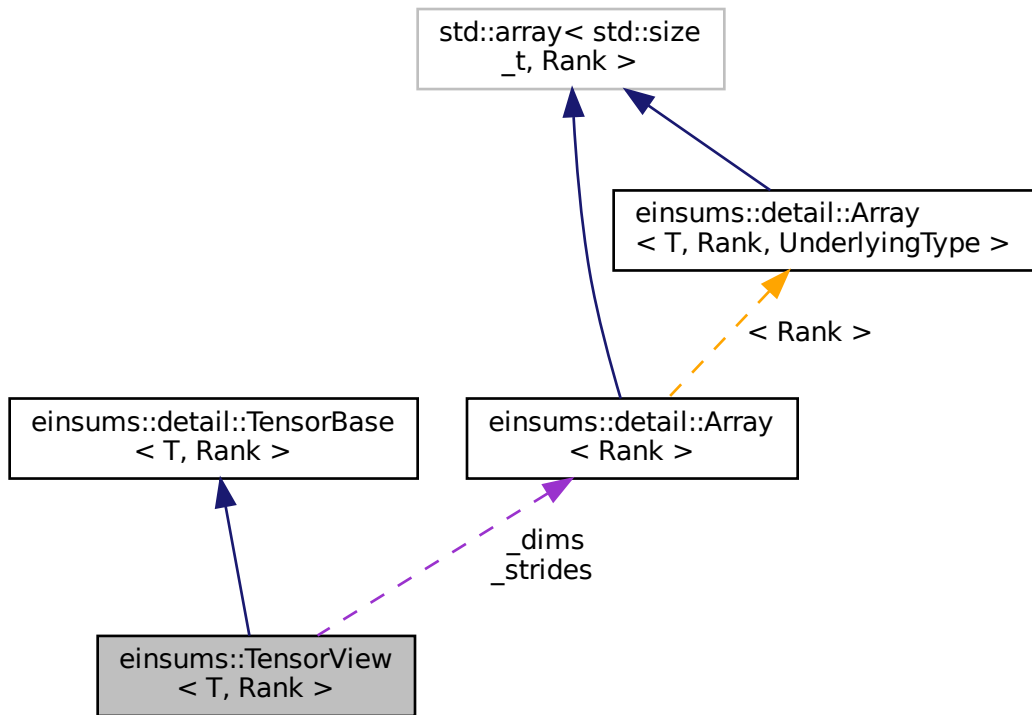 std::array< std::size
_t, Rank >
einsums::detail::Array
< T, Rank, UnderlyingType >
< Rank >
einsums::detail::TensorBase
< T, Rank >
einsums::detail::Array
< Rank >
_dims
_strides
einsums::TensorView
< T, Rank >